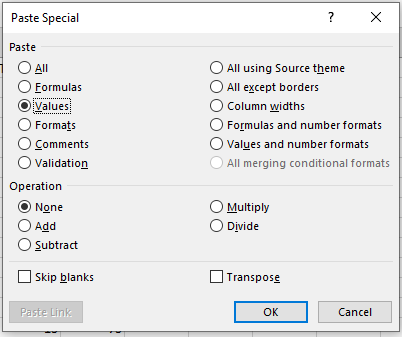 Paste Special
?
Paste
All
All using Source theme
Formulas
All except borders
Values
Column widths
Formats
Formulas and number formats
Comments
Values and number formats
Validation
All merging conditional formats
Operation
None
Multiply
Add
Divide
Subtract
Skip blanks
Transpose
Paste Link
OK
Cancel